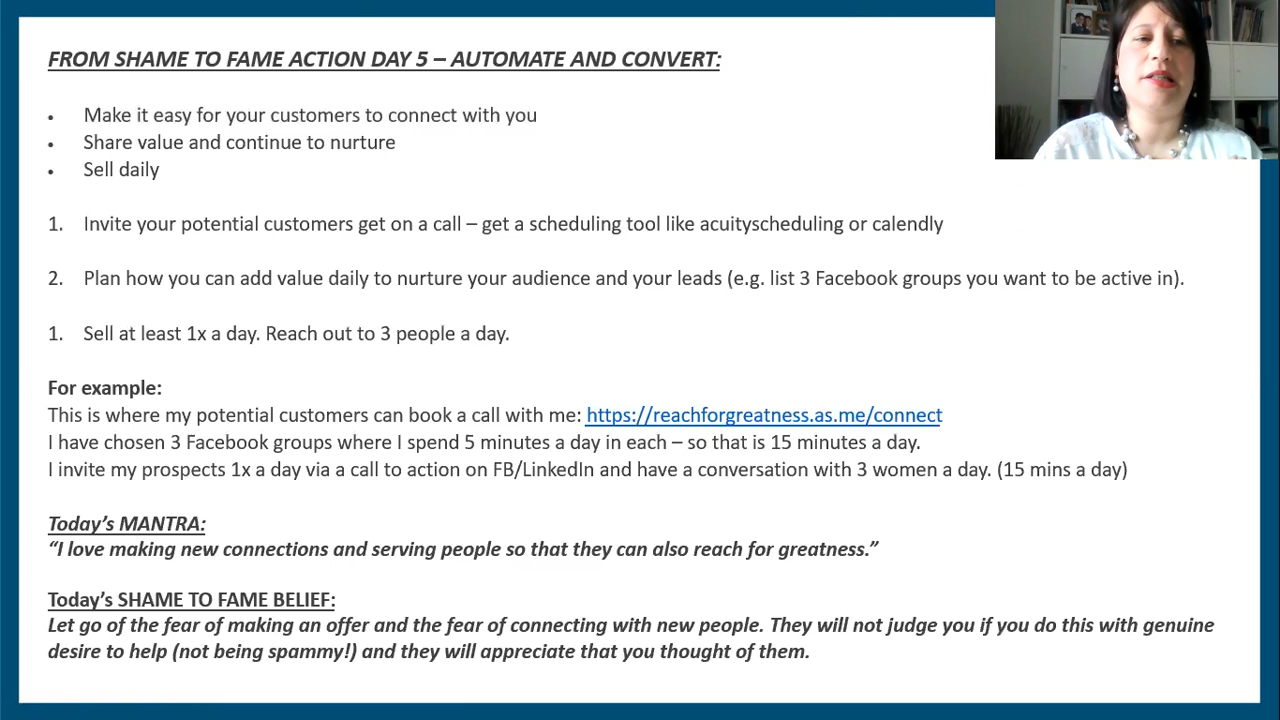 FROM SHAME TO FAME ACTION DAY 5 – AUTOMATE AND CONVERT:
• Make it easy for your customers to connect with you
• Share value and continue to nurture
• Sell daily
1. Invite your potential customers get on a call – get a scheduling tool like acuityscheduling or calendly
2. Plan how you can add value daily to nurture your audience and your leads (e.g. list 3 Facebook groups you want to be active in).
1. Sell at least 1x a day. Reach out to 3 people a day.
For example:
This is where my potential customers can book a call with me: https://reachforgreatness.as.me/connect
I have chosen 3 Facebook groups where I spend 5 minutes a day in each – so that is 15 minutes a day.
I invite my prospects 1x a day via a call to action on FB/LinkedIn and have a conversation with 3 women a day. (15 mins a day)
Today’s MANTRA:
“I love making new connections and serving people so that they can also reach for greatness.”
Today’s SHAME TO FAME BELIEF:
Let go of the fear of making an offer and the fear of connecting with new people. They will not judge you if you do this with genuine
desire to help (not being spammy!) and they will appreciate that you thought of them.